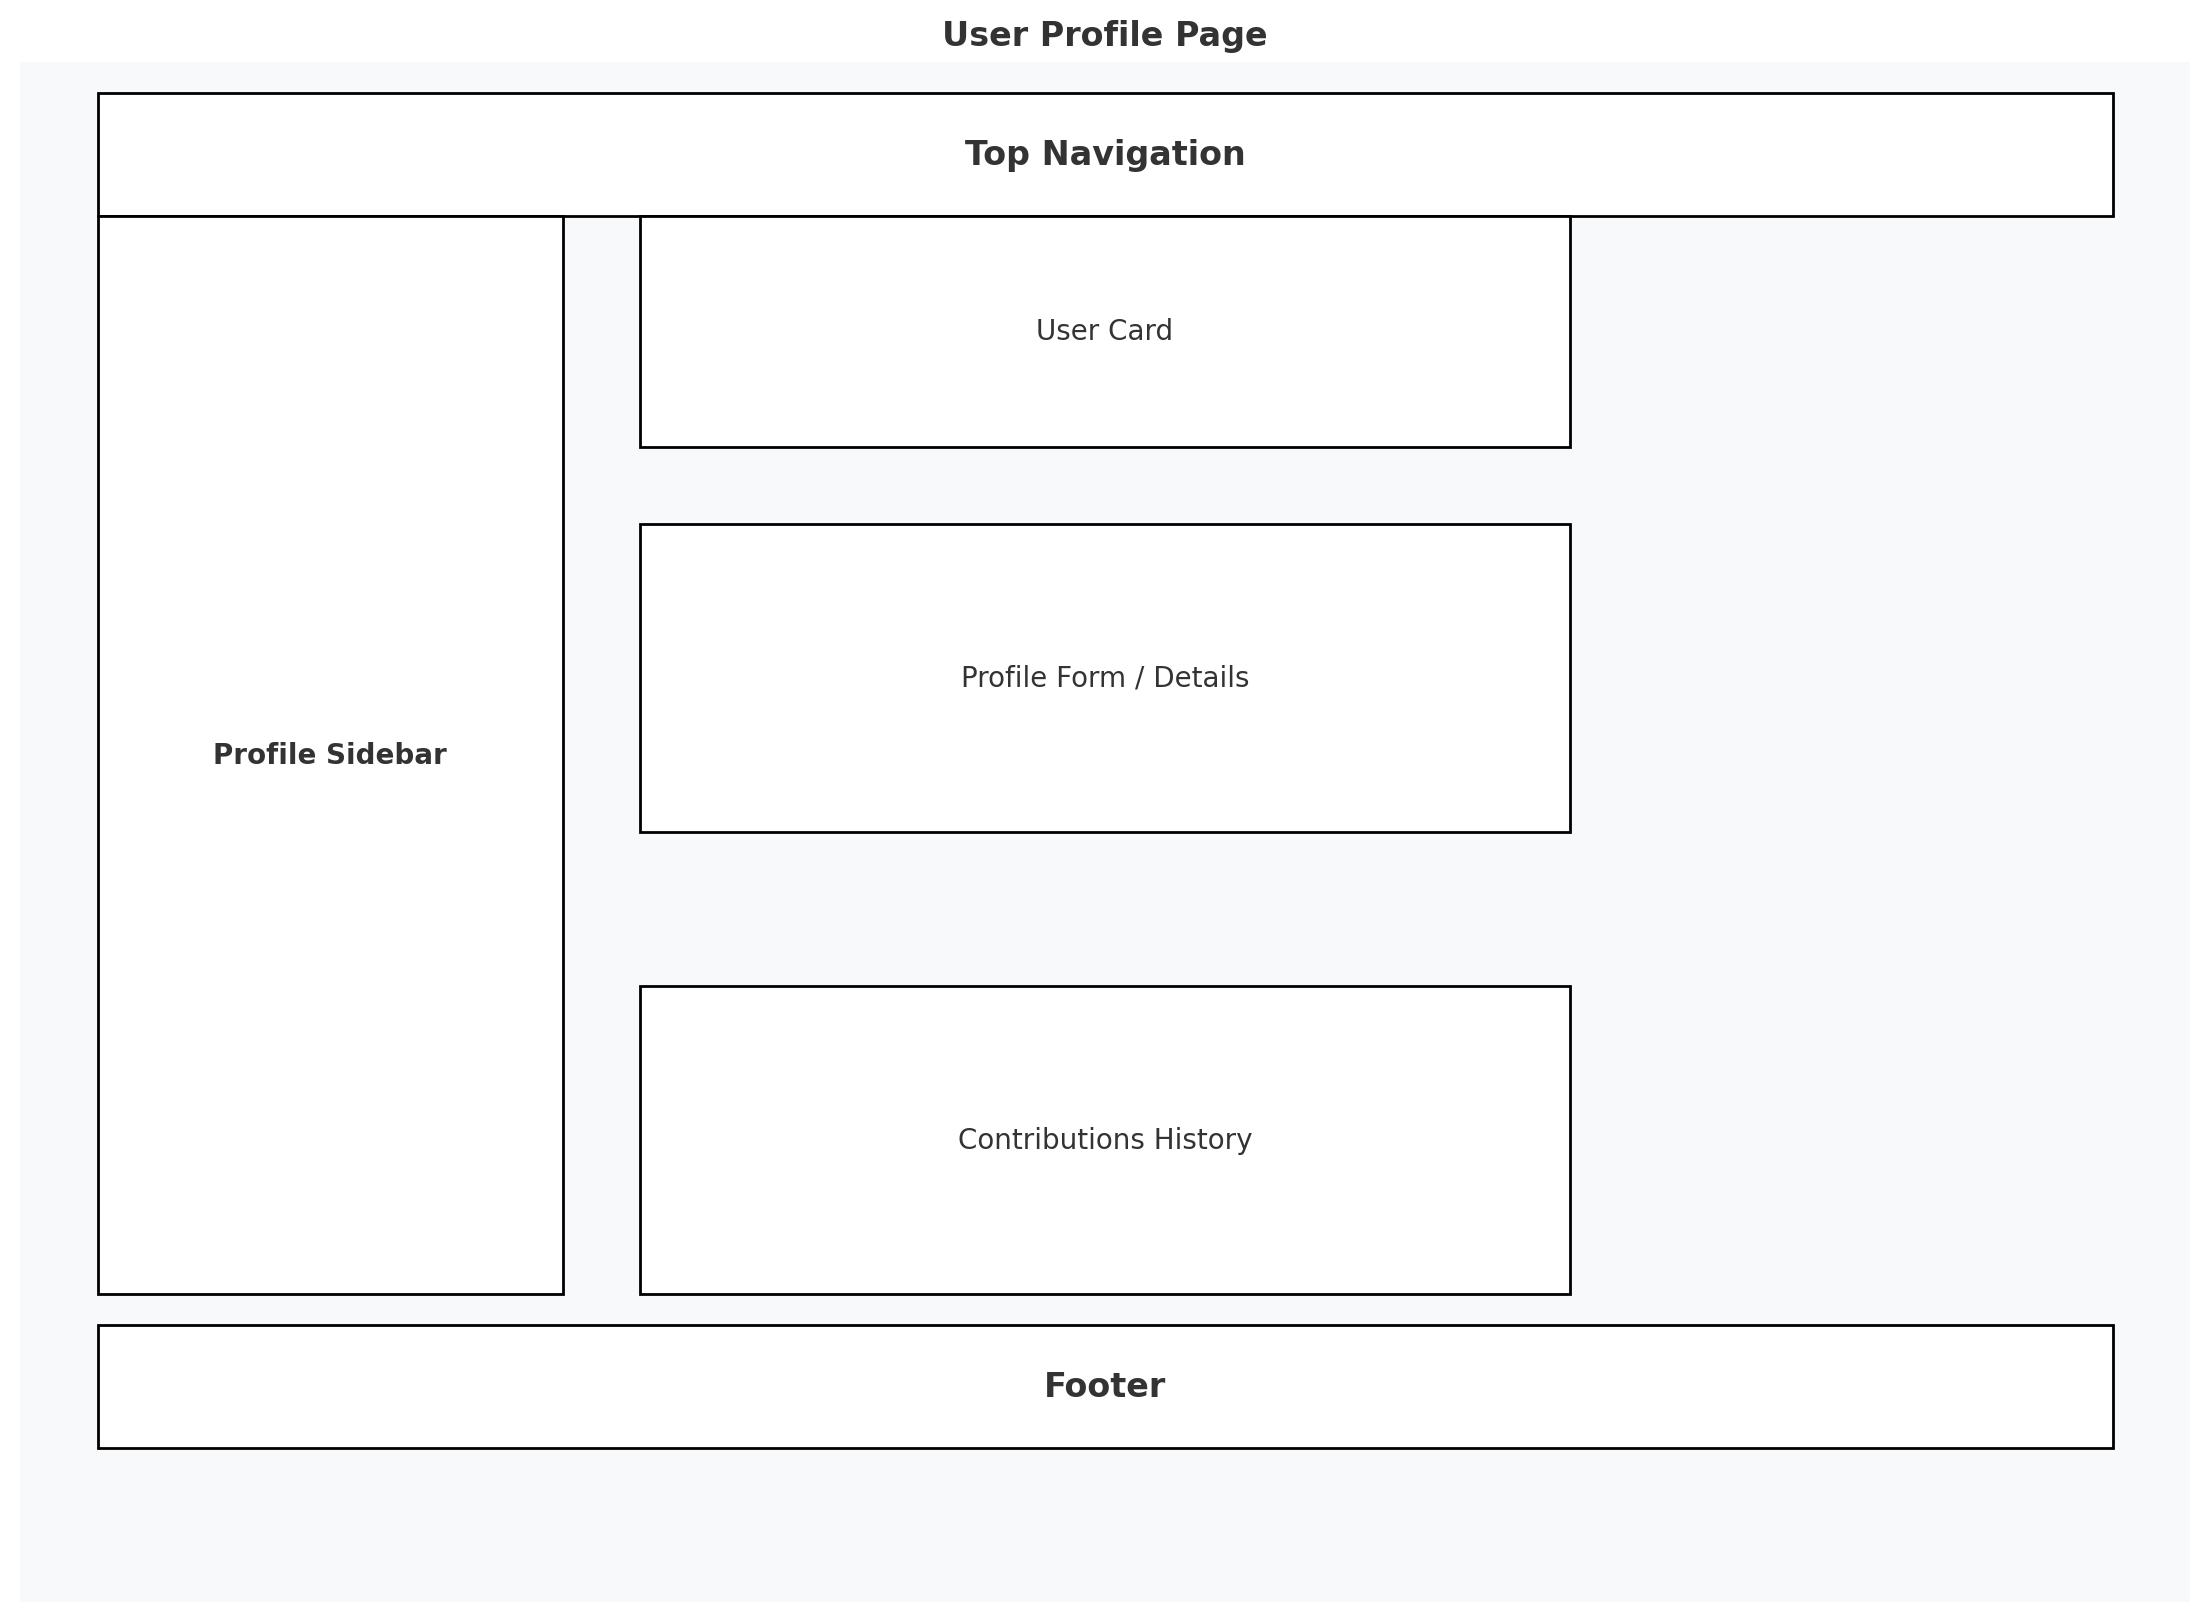 User Profile Page
Top Navigation
User Card
Profile Form / Details
Profile Sidebar
Contributions History
Footer